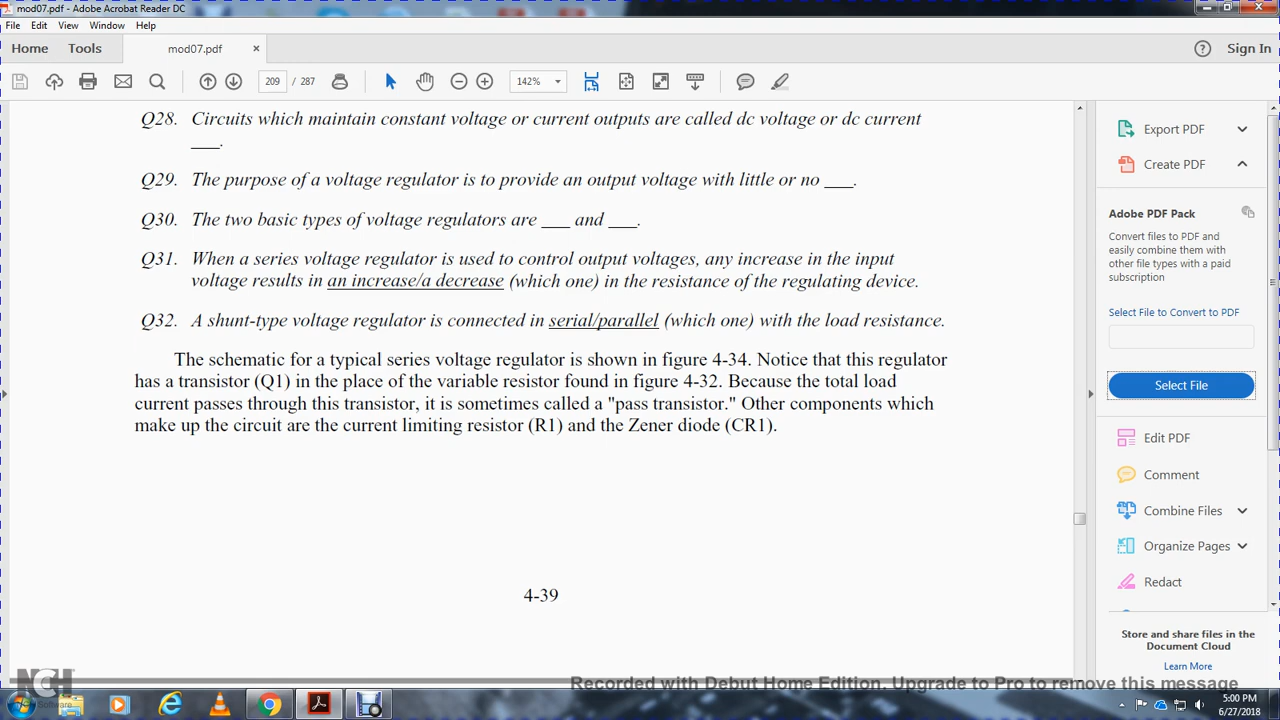 mod07.pdf - Adobe Acrobat Reader DC
File Edit View Window Help
Home Tools mod07.pdf × Sign In
209 / 287 142%
Q28. Circuits which maintain constant voltage or current outputs are called dc voltage or dc current
___.
Q29. The purpose of a voltage regulator is to provide an output voltage with little or no ___.
Q30. The two basic types of voltage regulators are ___ and ___.
Q31. When a series voltage regulator is used to control output voltages, any increase in the input
voltage results in an increase/a decrease (which one) in the resistance of the regulating device.
Q32. A shunt-type voltage regulator is connected in serial/parallel (which one) with the load resistance.
The schematic for a typical series voltage regulator is shown in figure 4-34. Notice that this regulator
has a transistor (Q1) in the place of the variable resistor found in figure 4-32. Because the total load
current passes through this transistor, it is sometimes called a "pass transistor." Other components which
make up the circuit are the current limiting resistor (R1) and the Zener diode (CR1).
4-39
Export PDF
Create PDF
Adobe PDF Pack
Convert files to PDF and
easily combine them with
other file types with a paid
subscription
Select File to Convert to PDF
Select File
Edit PDF
Comment
Combine Files
Organize Pages
Redact
Store and share files in the
Document Cloud
Learn More
NCH
Software
Recorded with Debut Home Edition. Upgrade to Pro to remove this message
5:00 PM
6/27/2018